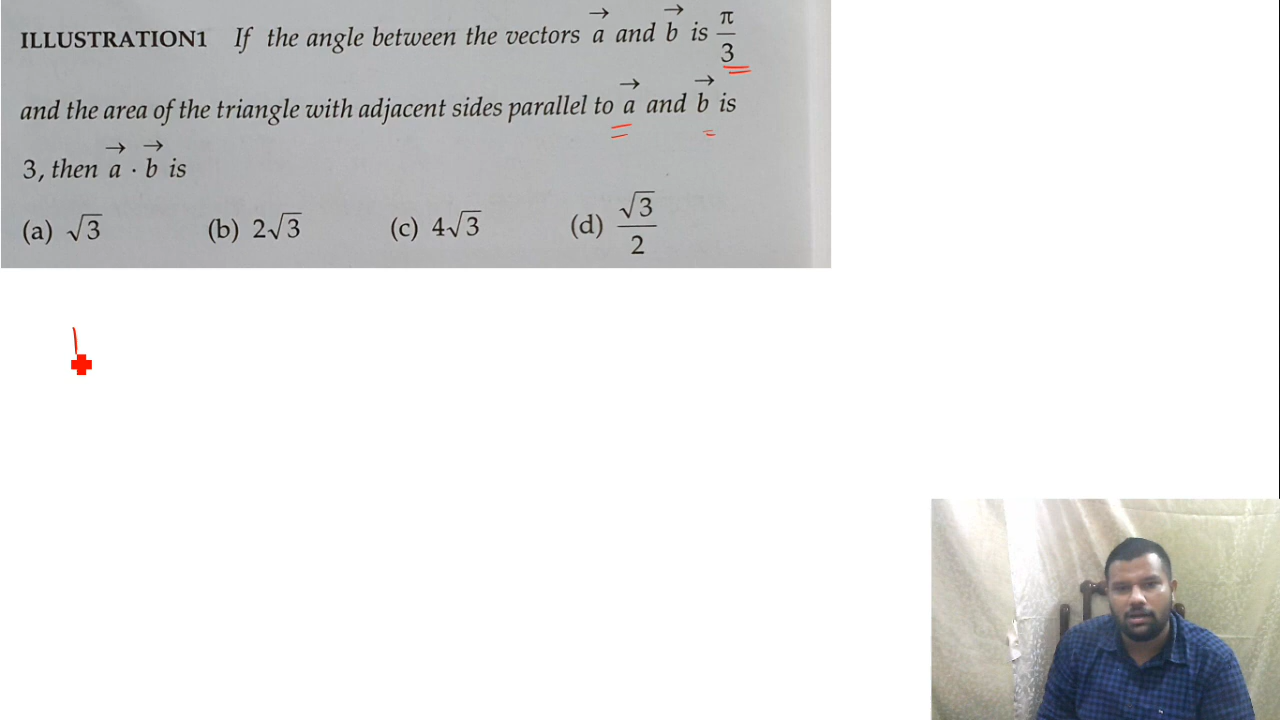 ILLUSTRATION1 If the angle between the vectors →a and →b is π/3
and the area of the triangle with adjacent sides parallel to →a and →b is
3, then →a · →b is
(a) √3 (b) 2√3 (c) 4√3 (d) √3/2